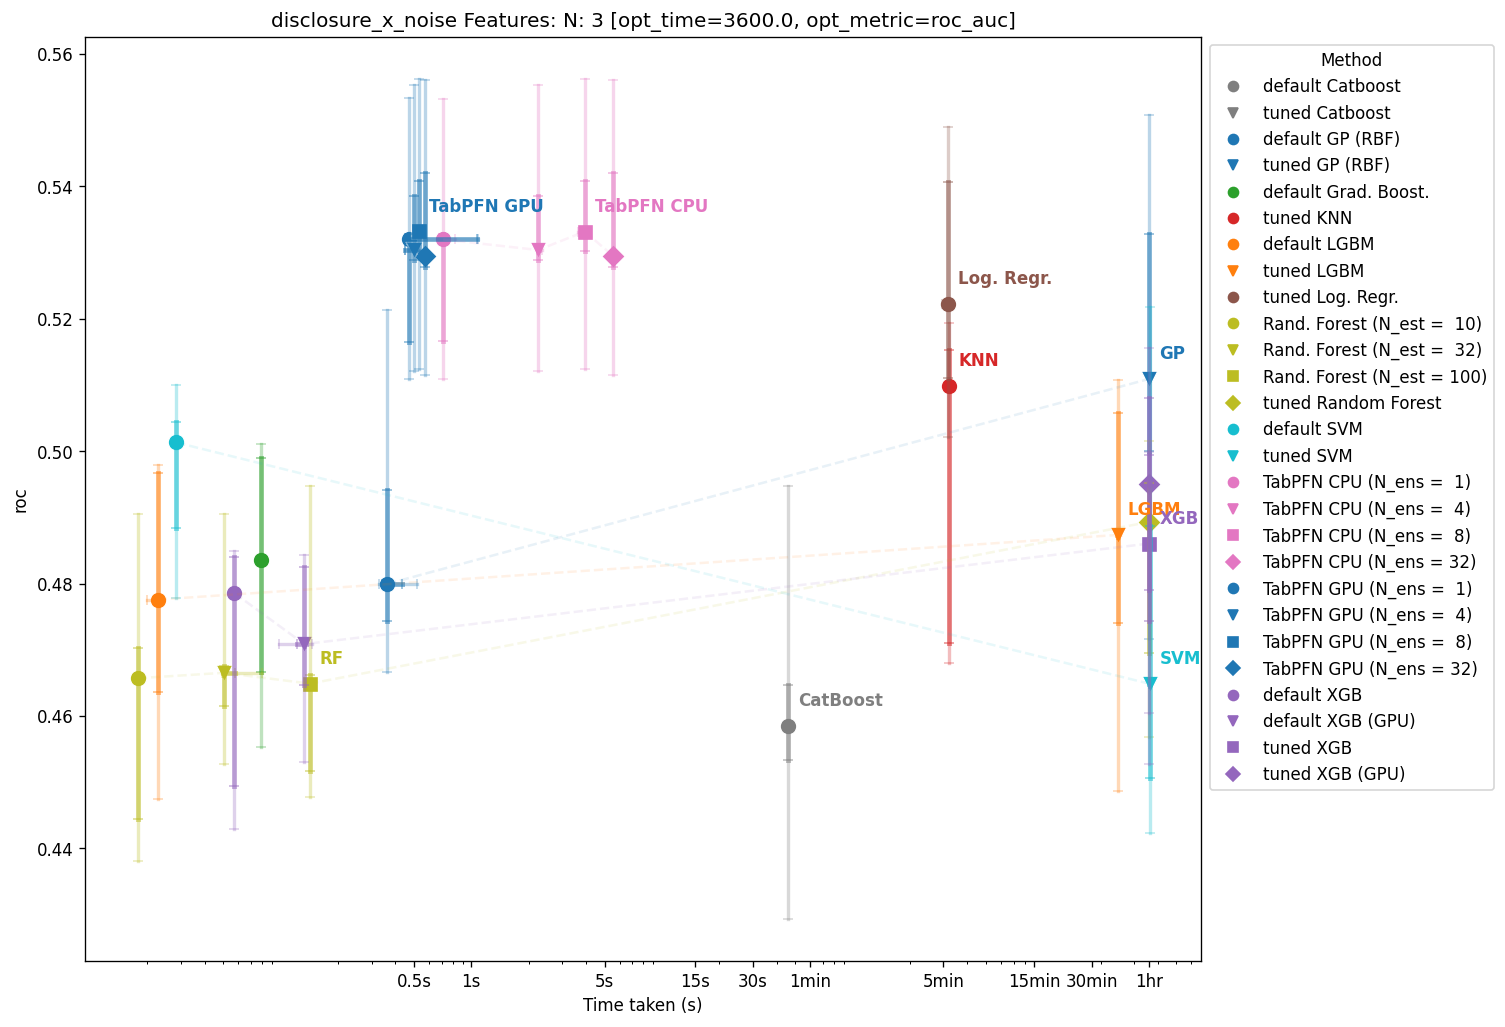 disclosure_x_noise Features: N: 3 [opt_time=3600.0, opt_metric=roc_auc]
roc
0.56
0.54
0.52
0.50
0.48
0.46
0.44
TabPFN GPU
TabPFN CPU
Log. Regr.
KNN
GP
LGBM
XGB
RF
SVM
CatBoost
0.5s 1s 5s 15s 30s 1min 5min 15min 30min 1hr
Time taken (s)
Method
default Catboost
tuned Catboost
default GP (RBF)
tuned GP (RBF)
default Grad. Boost.
tuned KNN
default LGBM
tuned LGBM
tuned Log. Regr.
Rand. Forest (N_est =  10)
Rand. Forest (N_est =  32)
Rand. Forest (N_est = 100)
tuned Random Forest
default SVM
tuned SVM
TabPFN CPU (N_ens =  1)
TabPFN CPU (N_ens =  4)
TabPFN CPU (N_ens =  8)
TabPFN CPU (N_ens = 32)
TabPFN GPU (N_ens =  1)
TabPFN GPU (N_ens =  4)
TabPFN GPU (N_ens =  8)
TabPFN GPU (N_ens = 32)
default XGB
default XGB (GPU)
tuned XGB
tuned XGB (GPU)